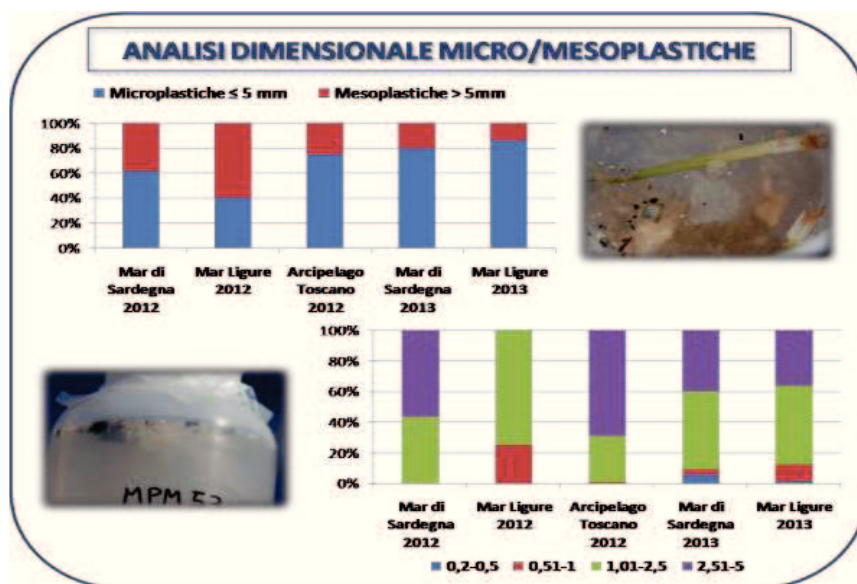 ANALISI DIMENSIONALE MICRO/MESOPLASTICHE
Microplastiche ≤ 5 mm Mesoplastiche > 5mm
100%
80%
60%
40%
20%
0%
Mar di Sardegna 2012
Mar Ligure 2012
Arcipelago Toscano 2012
Mar di Sardegna 2013
Mar Ligure 2013
MPM 52
100%
80%
60%
40%
20%
0%
Mar di Sardegna 2012
Mar Ligure 2012
Arcipelago Toscano 2012
Mar di Sardegna 2013
Mar Ligure 2013
0,2-0,5 0,51-1 1,01-2,5 2,51-5